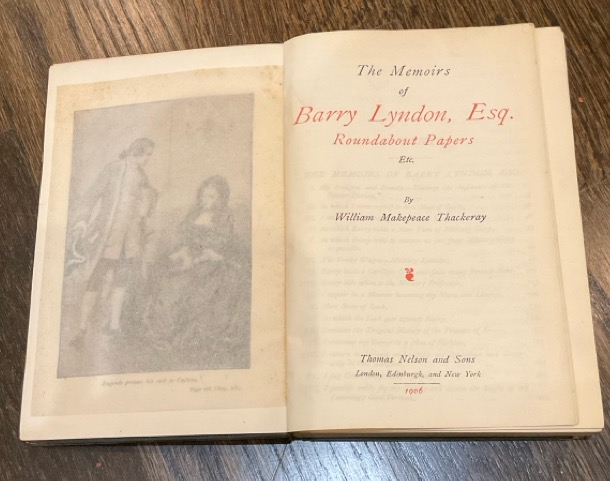 The Memoirs
of
Barry Lyndon, Esq.
Roundabout Papers
Etc.
By
William Makepeace Thackeray
Thomas Nelson and Sons
London, Edinburgh, and New York
1906